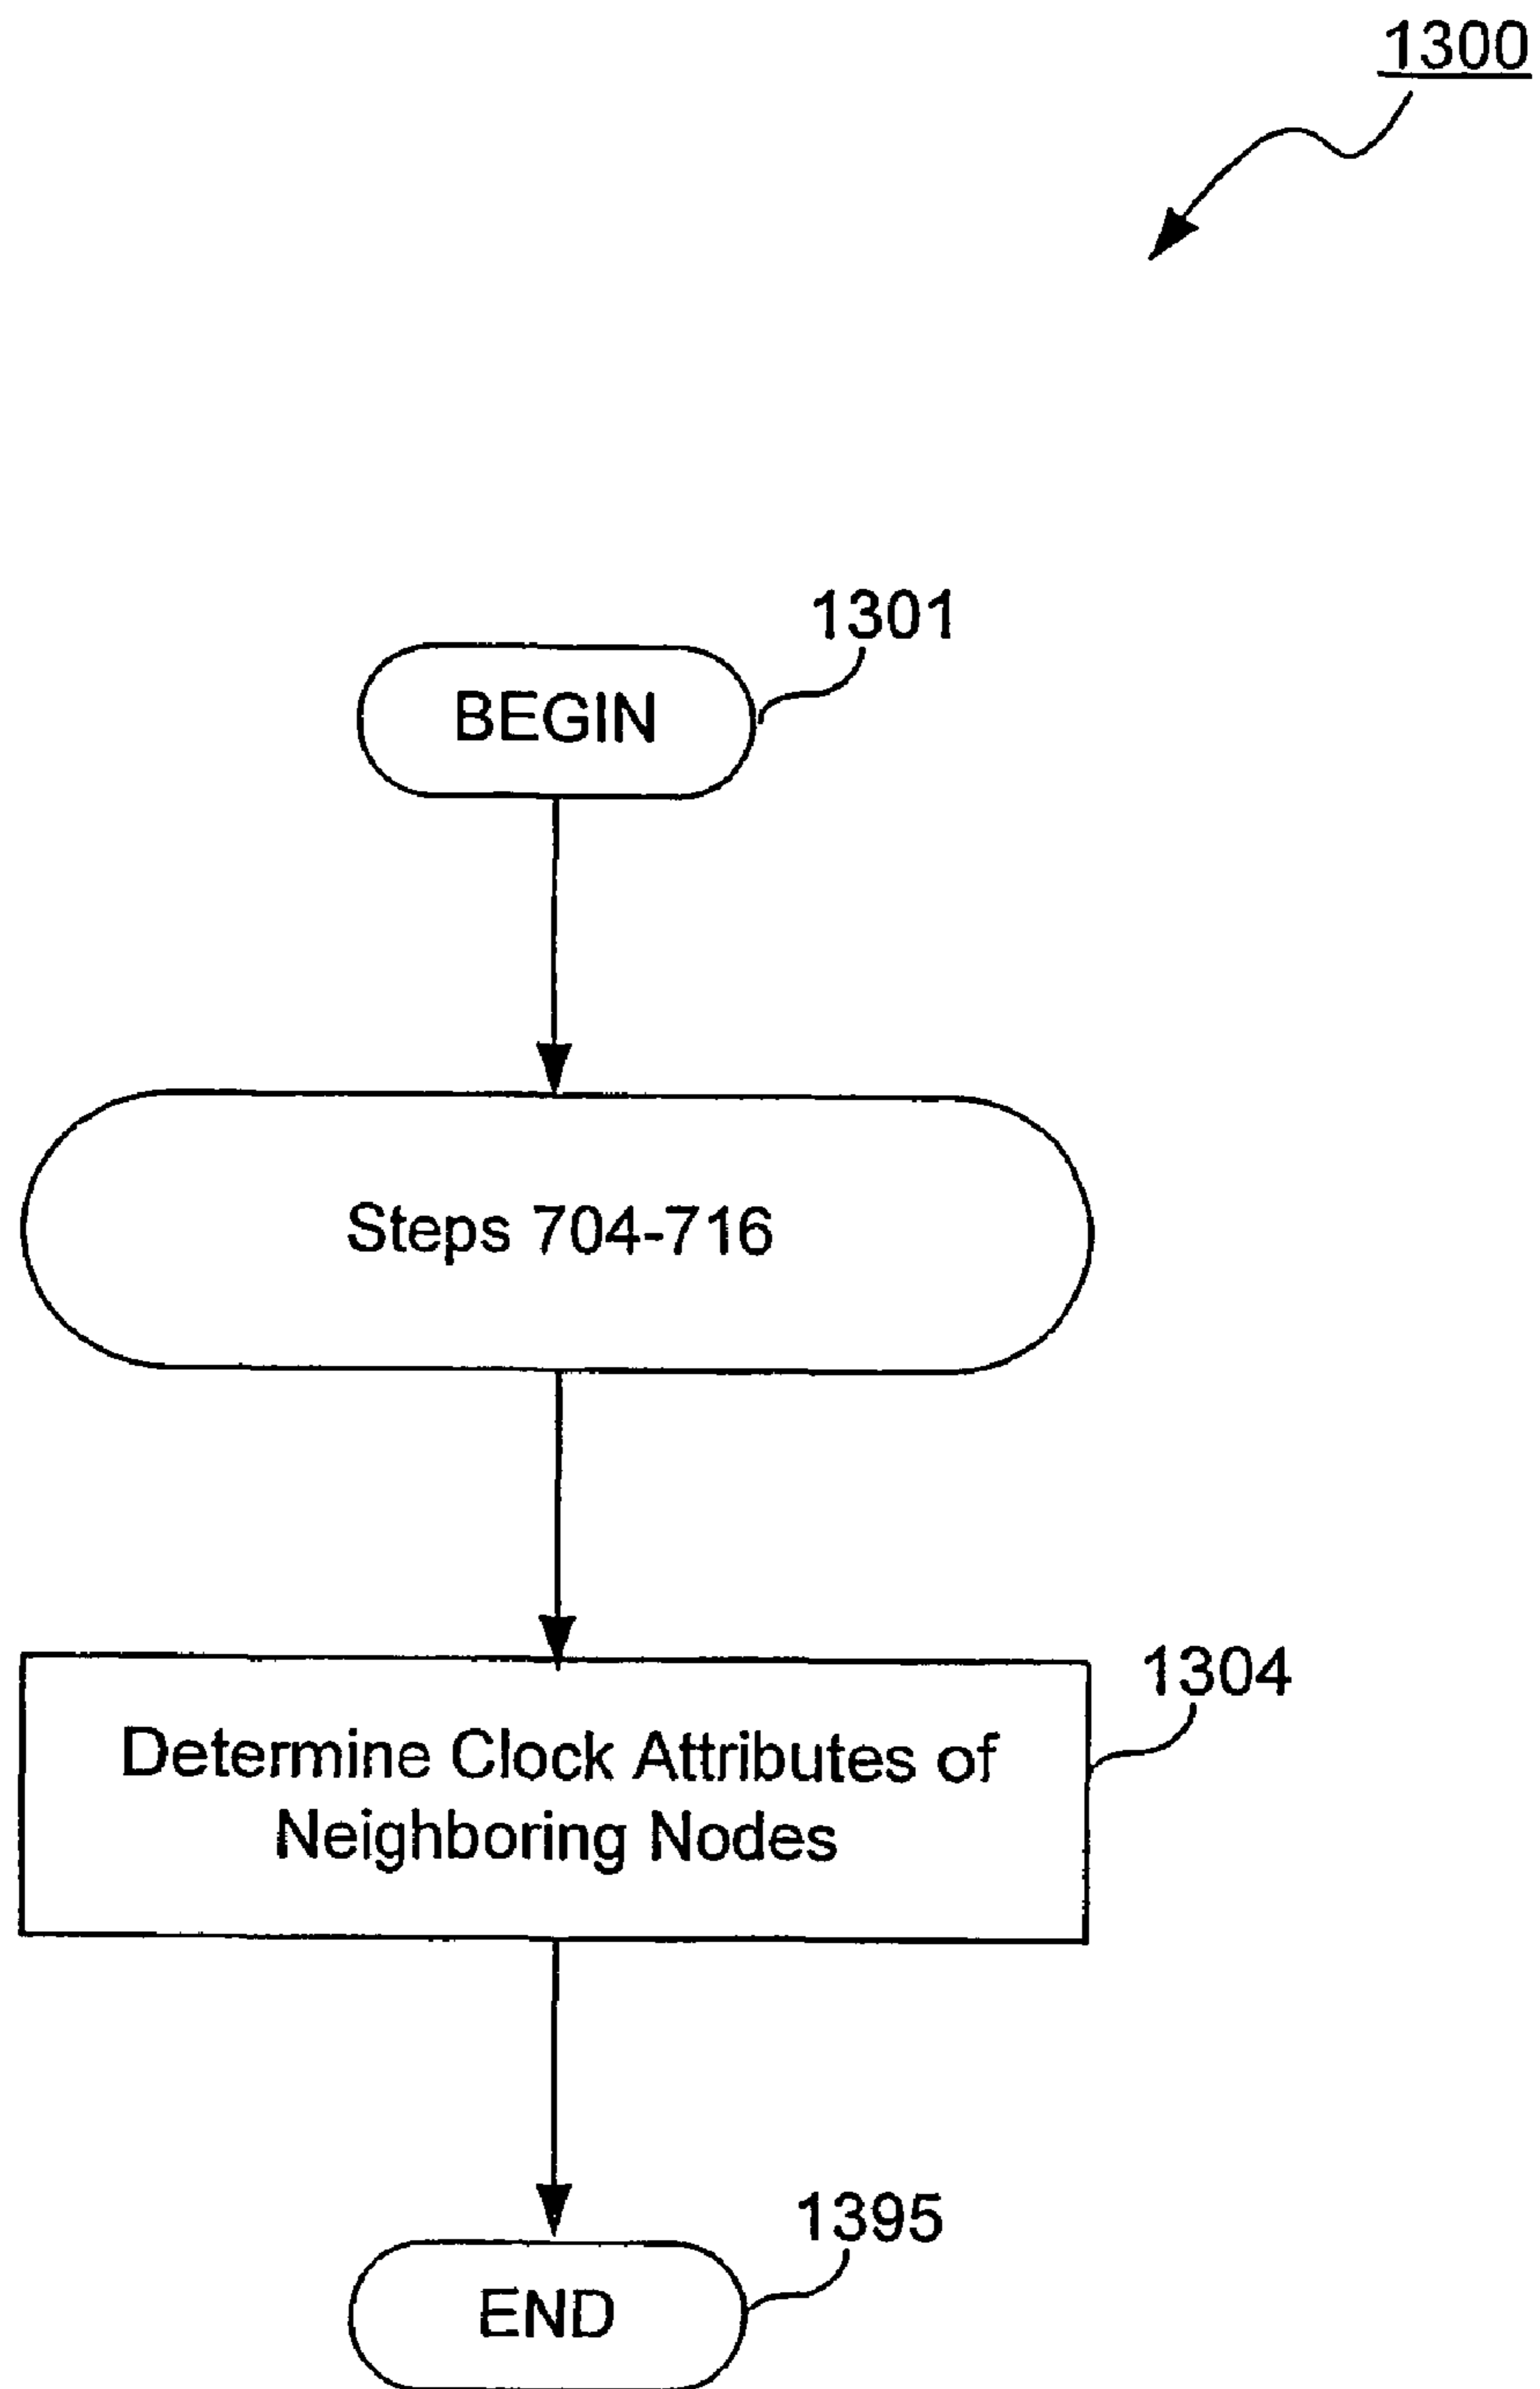 1300
1301
BEGIN
Steps 704-716
1304
Determine Clock Attributes of
Neighboring Nodes
1395
END